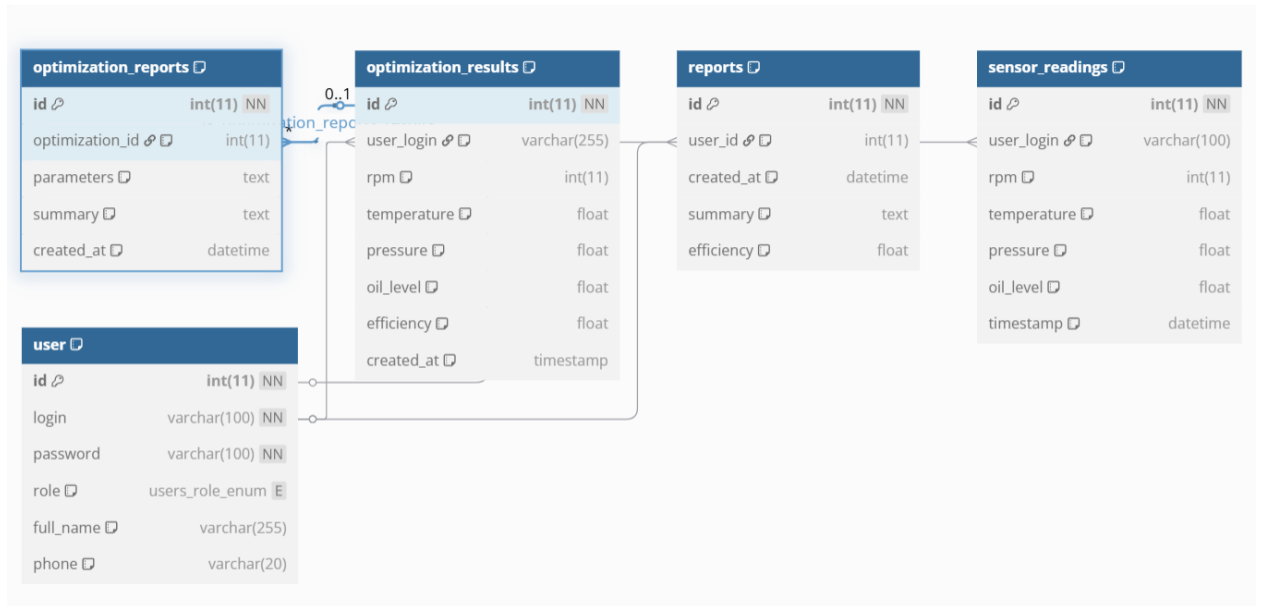 optimization_reports
id int(11) NN
optimization_id int(11)
parameters text
summary text
created_at datetime
0..1
*
optimization_results
id int(11) NN
user_login varchar(255)
rpm int(11)
temperature float
pressure float
oil_level float
efficiency float
created_at timestamp
reports
id int(11) NN
user_id int(11)
created_at datetime
summary text
efficiency float
sensor_readings
id int(11) NN
user_login varchar(100)
rpm int(11)
temperature float
pressure float
oil_level float
timestamp datetime
user
id int(11) NN
login varchar(100) NN
password varchar(100) NN
role users_role_enum E
full_name varchar(255)
phone varchar(20)